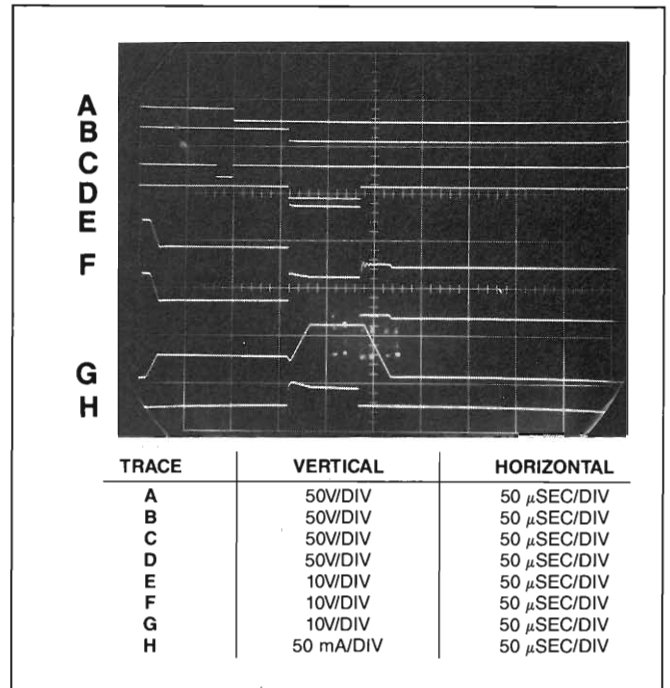 A
B
C
D
E
F
G
H
TRACE VERTICAL HORIZONTAL
A 50V/DIV 50 μSEC/DIV
B 50V/DIV 50 μSEC/DIV
C 50V/DIV 50 μSEC/DIV
D 50V/DIV 50 μSEC/DIV
E 10V/DIV 50 μSEC/DIV
F 10V/DIV 50 μSEC/DIV
G 10V/DIV 50 μSEC/DIV
H 50 mA/DIV 50 μSEC/DIV